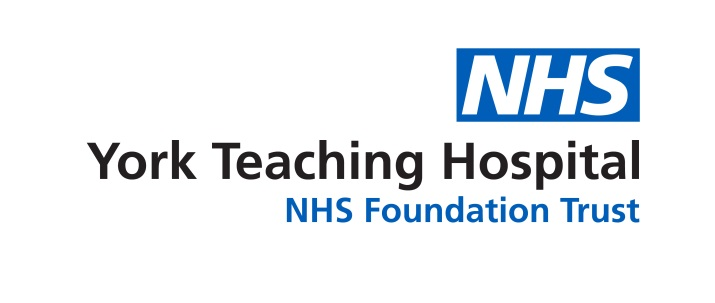 NHS
York Teaching Hospital
NHS Foundation Trust